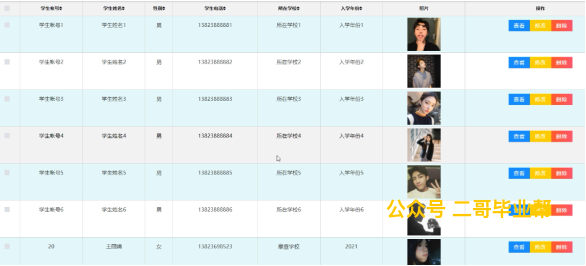 学生账号 学生姓名 性别 学生电话 所在学校 入学年份 照片 操作
学生账号1 学生姓名1 男 13823888881 所在学校1 入学年份1 查看 修改 删除
学生账号2 学生姓名2 男 13823888882 所在学校2 入学年份2 查看 修改 删除
学生账号3 学生姓名3 男 13823888883 所在学校3 入学年份3 查看 修改 删除
学生账号4 学生姓名4 男 13823888884 所在学校4 入学年份4 查看 修改 删除
学生账号5 学生姓名5 男 13823888885 所在学校5 入学年份5 查看 修改 删除
学生账号6 学生姓名6 男 13823888886 所在学校6 入学年份6 查看 修改 删除
公众号 二哥毕业帮
20 女 13823698523 2021 查看 修改 删除